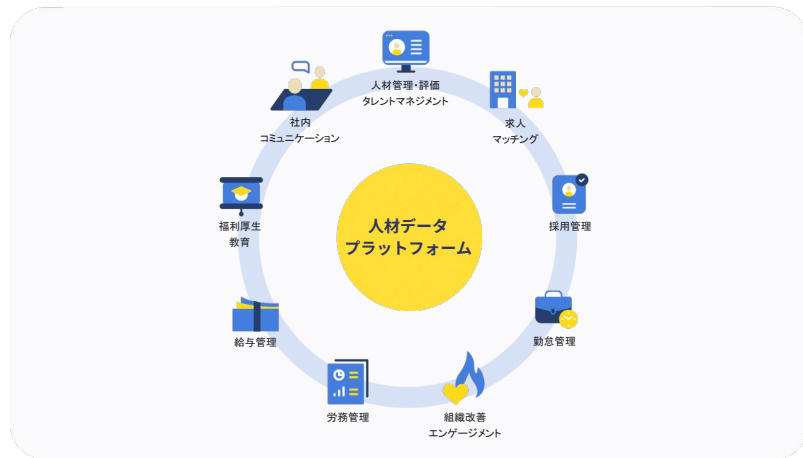 人材管理・評価
タレントマネジメント
求人
マッチング
採用管理
勤怠管理
組織改善
エンゲージメント
労務管理
給与管理
福利厚生
教育
社内
コミュニケーション
人材データ
プラットフォーム